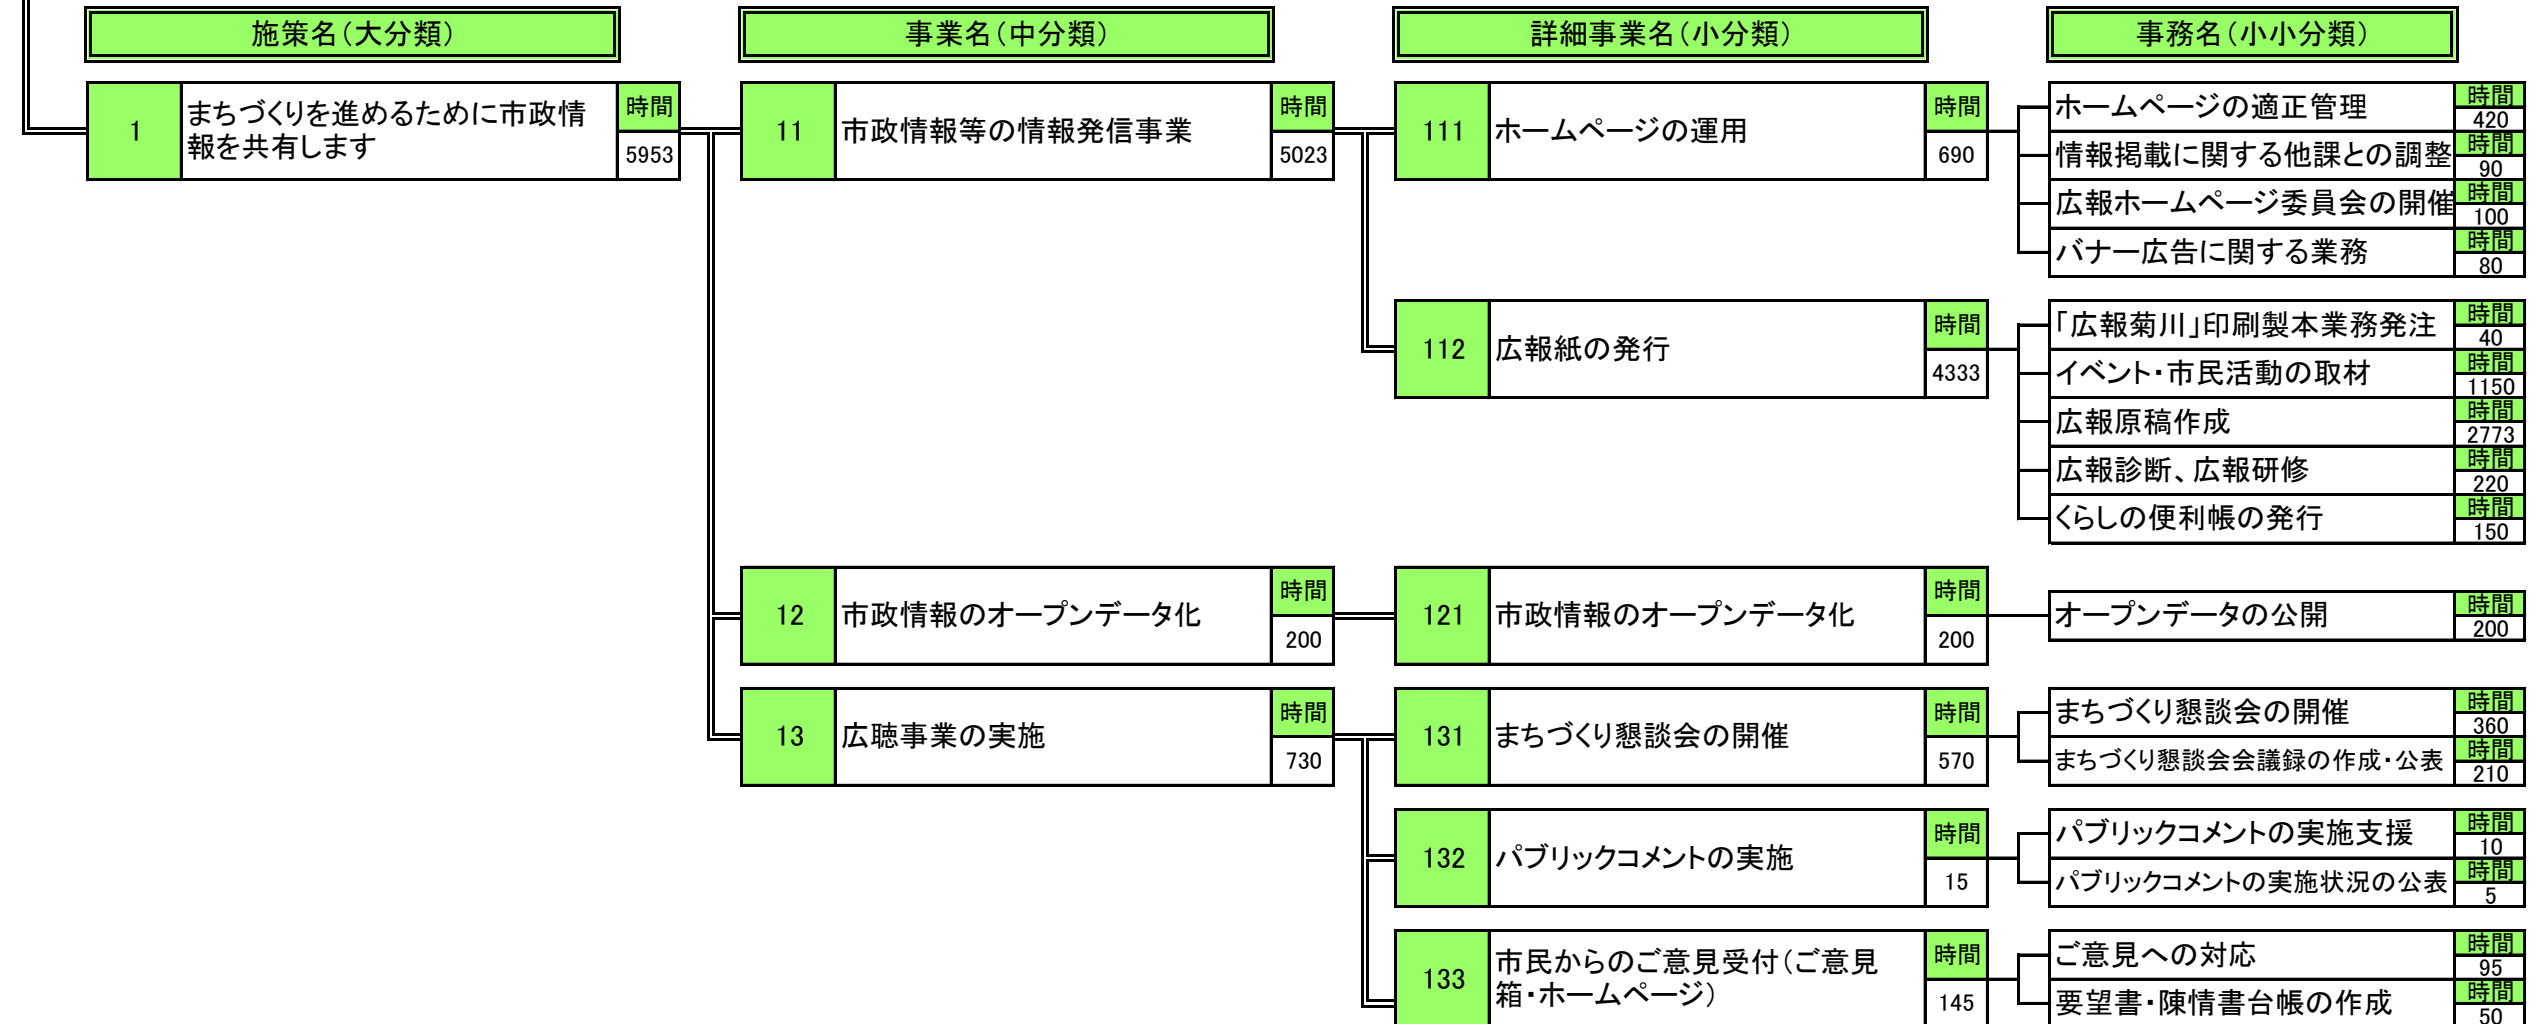 施策名(大分類)
事業名(中分類)
詳細事業名(小分類)
事務名(小小分類)
1
まちづくりを進めるために市政情
報を共有します
時間
5953
11
市政情報等の情報発信事業
時間
5023
111
ホームページの運用
時間
690
ホームページの適正管理
時間
420
情報掲載に関する他課との調整
時間
90
広報ホームページ委員会の開催
時間
100
バナー広告に関する業務
時間
80
112
広報紙の発行
時間
4333
「広報菊川」印刷製本業務発注
時間
40
イベント・市民活動の取材
時間
1150
広報原稿作成
時間
2773
広報診断、広報研修
時間
220
くらしの便利帳の発行
時間
150
12
市政情報のオープンデータ化
時間
200
121
市政情報のオープンデータ化
時間
200
オープンデータの公開
時間
200
13
広聴事業の実施
時間
730
131
まちづくり懇談会の開催
時間
570
まちづくり懇談会の開催
時間
360
まちづくり懇談会会議録の作成・公表
時間
210
132
パブリックコメントの実施
時間
15
パブリックコメントの実施支援
時間
10
パブリックコメントの実施状況の公表
時間
5
133
市民からのご意見受付(ご意見
箱・ホームページ)
時間
145
ご意見への対応
時間
95
要望書・陳情書台帳の作成
時間
50